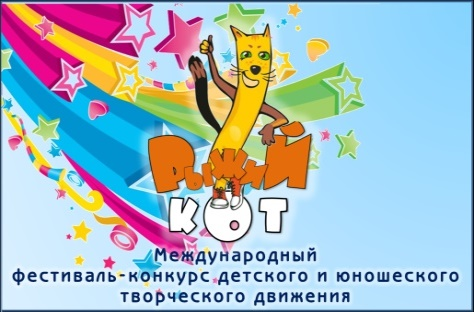 Рыжий
кот
Международный
фестиваль-конкурс детского и юношеского
творческого движения